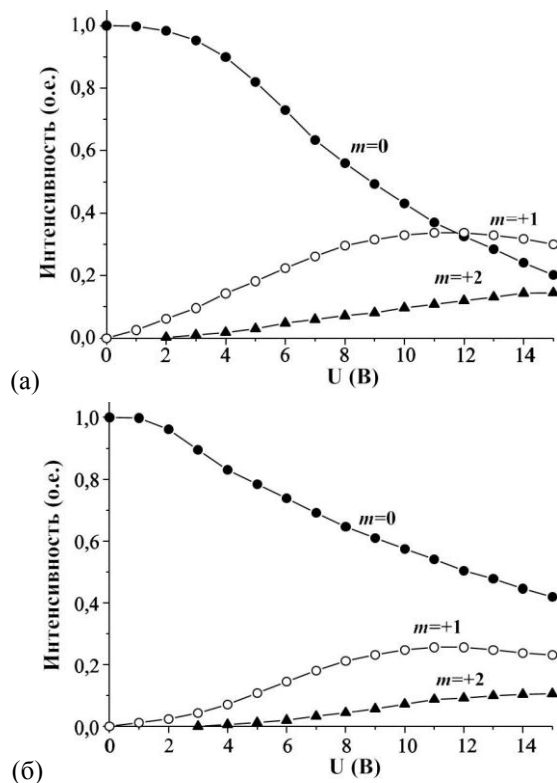 1,0
0,8
0,6
0,4
0,2
0,0
Интенсивность (о.е.)
m=0
m=+1
m=+2
0 2 4 6 8 10 12 14
U (В)
(а)
1,0
0,8
0,6
0,4
0,2
0,0
Интенсивность (о.е.)
m=0
m=+1
m=+2
0 2 4 6 8 10 12 14
U (В)
(б)